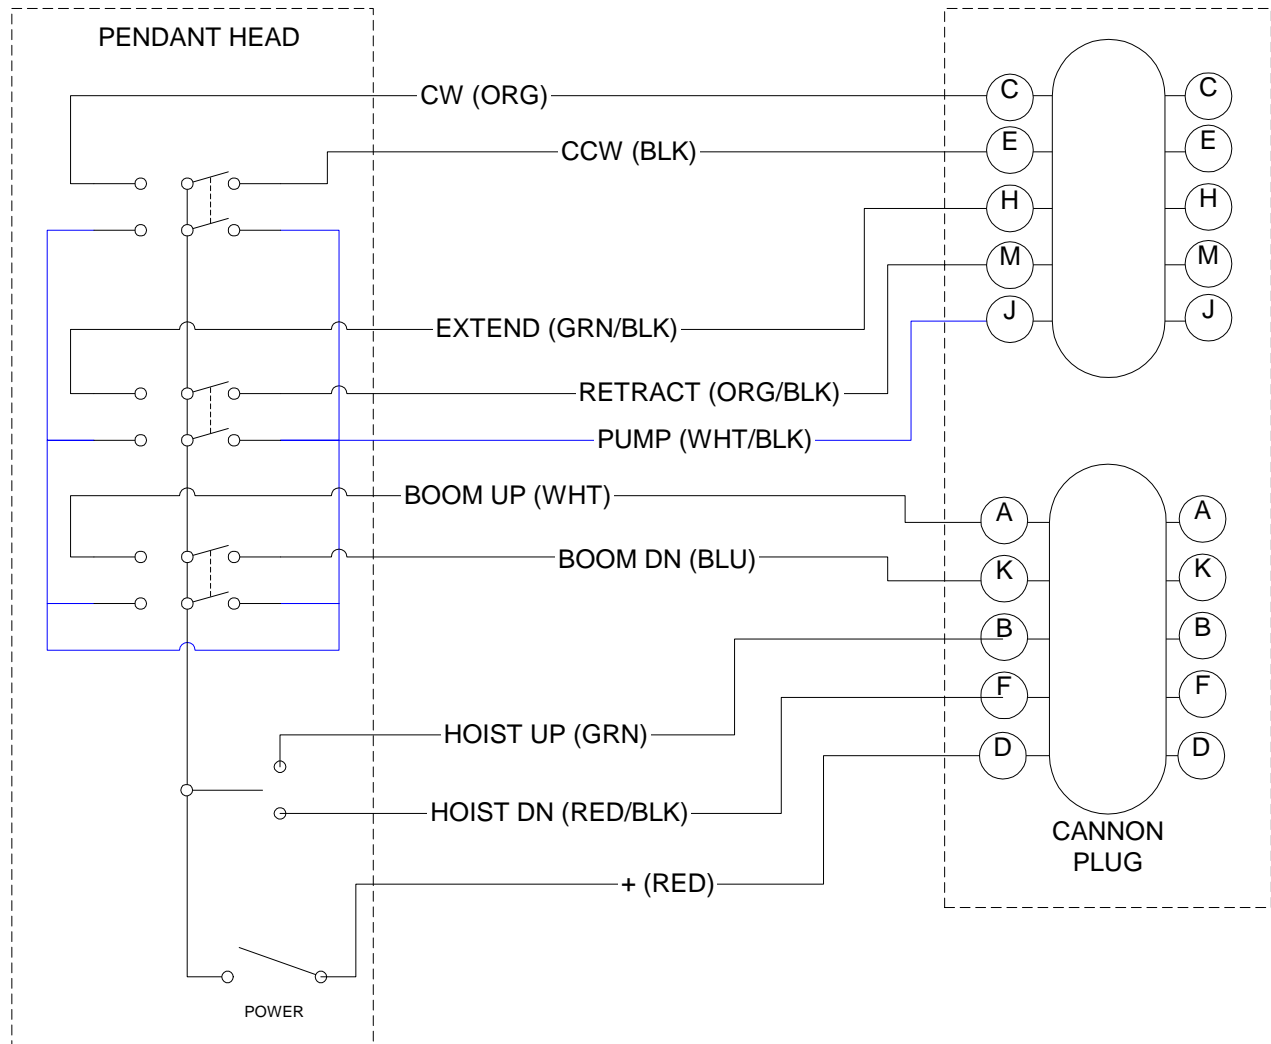 PENDANT HEAD
CW (ORG)
C
C
CCW (BLK)
E
E
H
H
M
M
J
J
EXTEND (GRN/BLK)
RETRACT (ORG/BLK)
PUMP (WHT/BLK)
BOOM UP (WHT)
A
A
BOOM DN (BLU)
K
K
B
B
F
F
HOIST UP (GRN)
D
D
HOIST DN (RED/BLK)
CANNON
PLUG
+ (RED)
POWER